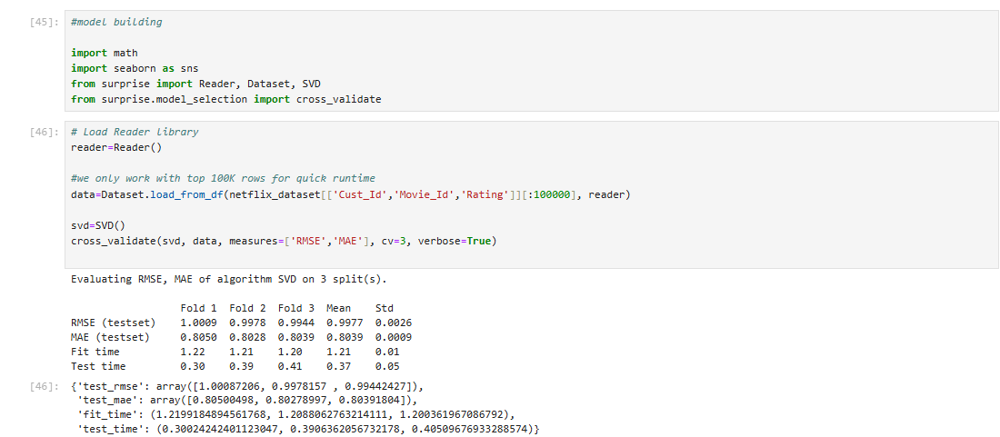 [45]: #model building
import math
import seaborn as sns
from surprise import Reader, Dataset, SVD
from surprise.model_selection import cross_validate
[46]: # Load Reader library
reader=Reader()
#we only work with top 100K rows for quick runtime
data=Dataset.load_from_df(netflix_dataset[['Cust_Id','Movie_Id','Rating']][:100000], reader)
svd=SVD()
cross_validate(svd, data, measures=['RMSE','MAE'], cv=3, verbose=True)
Evaluating RMSE, MAE of algorithm SVD on 3 split(s).
Fold 1 Fold 2 Fold 3 Mean Std
RMSE (testset) 1.0009 0.9978 0.9944 0.9977 0.0026
MAE (testset) 0.8050 0.8028 0.8039 0.8039 0.0009
Fit time 1.22 1.21 1.20 1.21 0.01
Test time 0.30 0.39 0.41 0.37 0.05
[46]: {'test_rmse': array([1.00087206, 0.9978157 , 0.99442427]),
'test_mae': array([0.80500498, 0.80278997, 0.80391804]),
'fit_time': (1.2199184894561768, 1.2088062763214111, 1.200361967086792),
'test_time': (0.30024242401123047, 0.3906362056732178, 0.40509676933288574)}